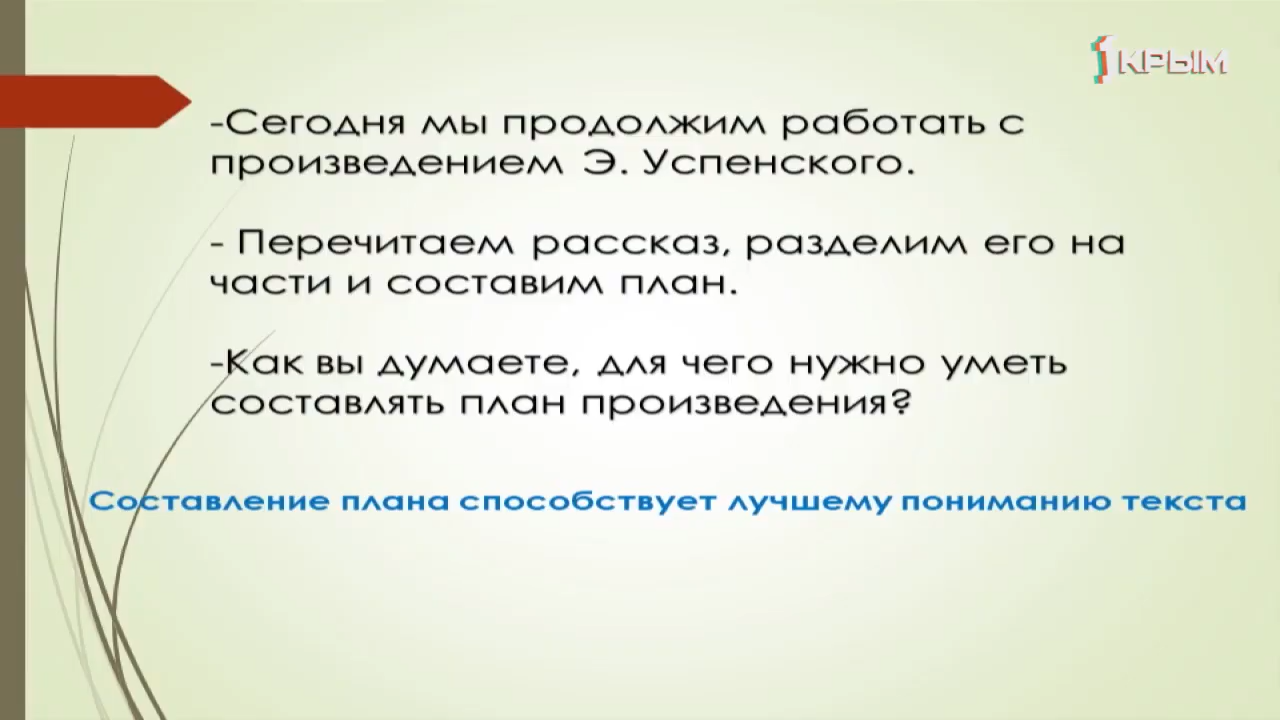 1 КРЫМ
-Сегодня мы продолжим работать с
произведением Э. Успенского.
- Перечитаем рассказ, разделим его на
части и составим план.
-Как вы думаете, для чего нужно уметь
составлять план произведения?
Составление плана способствует лучшему пониманию текста